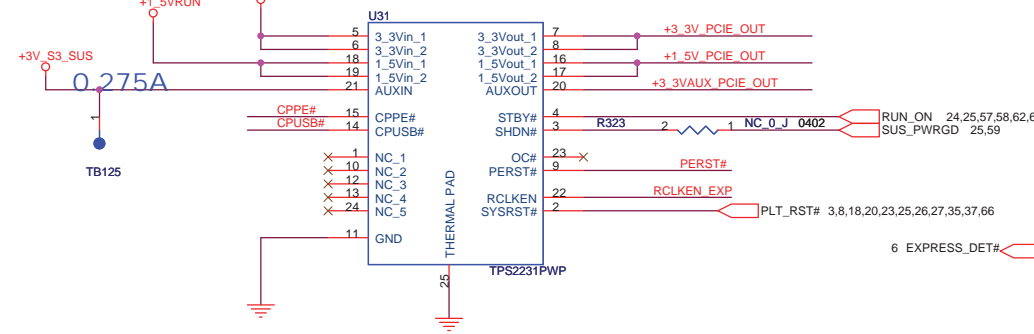 +1_5VRUN
U31
+3V_S3_SUS
0.275A
5 3_3Vin_1 3_3Vout_1 7 +3_3V_PCIE_OUT
6 3_3Vin_2 3_3Vout_2 8
18 1_5Vin_1 1_5Vout_1 16 +1_5V_PCIE_OUT
19 1_5Vin_2 1_5Vout_2 17
21 AUXIN AUXOUT 20 +3_3VAUX_PCIE_OUT
CPPE# 15 CPPE# STBY# 4 RUN_ON 24,25,57,58,62,6
CPUSB# 14 CPUSB# SHDN# 3 R323 2 1 NC_0_J 0402 SUS_PWRGD 25,59
1
TB125
1 NC_1 OC# 23
10 NC_2 PERST# 9 PERST#
12 NC_3
13 NC_4 RCLKEN 22 RCLKEN_EXP
24 NC_5 SYSRST# 2 PLT_RST# 3,8,18,20,23,25,26,27,35,37,66
11 GND
THERMAL PAD
6 EXPRESS_DET#
TPS2231PWP
25